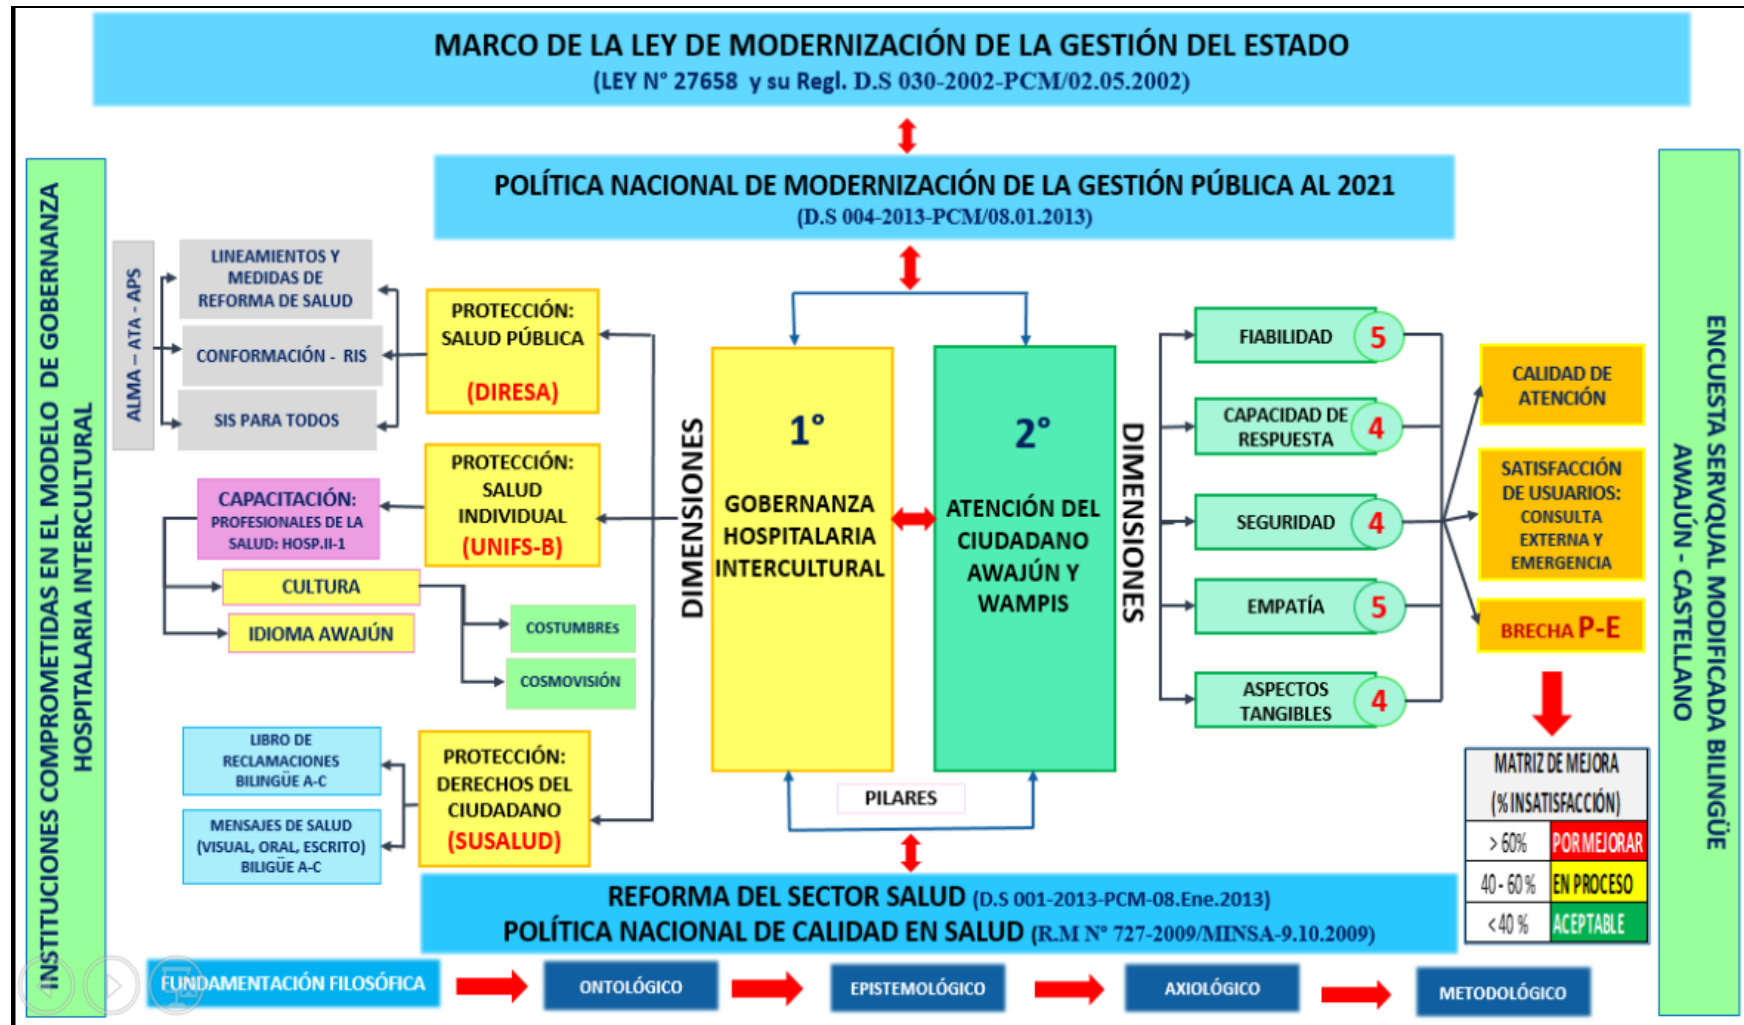 MARCO DE LA LEY DE MODERNIZACIÓN DE LA GESTIÓN DEL ESTADO
(LEY N° 27658 y su Regl. D.S 030-2002-PCM/02.05.2002)
POLÍTICA NACIONAL DE MODERNIZACIÓN DE LA GESTIÓN PÚBLICA AL 2021
(D.S 004-2013-PCM/08.01.2013)
INSTITUCIONES COMPROMETIDAS EN EL MODELO DE GOBERNANZA
HOSPITALARIA INTERCULTURAL
ALMA – ATA - APS
LINEAMIENTOS Y
MEDIDAS DE
REFORMA DE SALUD
CONFORMACIÓN - RIS
SIS PARA TODOS
PROTECCIÓN:
SALUD PÚBLICA
(DIRESA)
CAPACITACIÓN:
PROFESIONALES DE LA
SALUD: HOSP.II-1
PROTECCIÓN:
SALUD
INDIVIDUAL
(UNIFS-B)
CULTURA
IDIOMA AWAJÚN
COSTUMBREs
COSMOVISIÓN
LIBRO DE
RECLAMACIONES
BILINGÜE A-C
MENSAJES DE SALUD
(VISUAL, ORAL, ESCRITO)
BILIGÜE A-C
PROTECCIÓN:
DERECHOS DEL
CIUDADANO
(SUSALUD)
DIMENSIONES
1°
GOBERNANZA
HOSPITALARIA
INTERCULTURAL
2°
ATENCIÓN DEL
CIUDADANO
AWAJÚN Y
WAMPIS
PILARES
DIMENSIONES
FIABILIDAD 5
CAPACIDAD DE
RESPUESTA 4
SEGURIDAD 4
EMPATÍA 5
ASPECTOS
TANGIBLES 4
CALIDAD DE
ATENCIÓN
SATISFACCIÓN
DE USUARIOS:
CONSULTA
EXTERNA Y
EMERGENCIA
BRECHA P-E
MATRIZ DE MEJORA
(% INSATISFACCIÓN)
> 60% POR MEJORAR
40 - 60 % EN PROCESO
< 40 % ACEPTABLE
ENCUESTA SERVQUAL MODIFICADA BILINGÜE
AWAJÚN - CASTELLANO
REFORMA DEL SECTOR SALUD (D.S 001-2013-PCM-08.Ene.2013)
POLÍTICA NACIONAL DE CALIDAD EN SALUD (R.M N° 727-2009/MINSA-9.10.2009)
FUNDAMENTACIÓN FILOSÓFICA
ONTOLÓGICO
EPISTEMOLÓGICO
AXIOLÓGICO
METODOLÓGICO